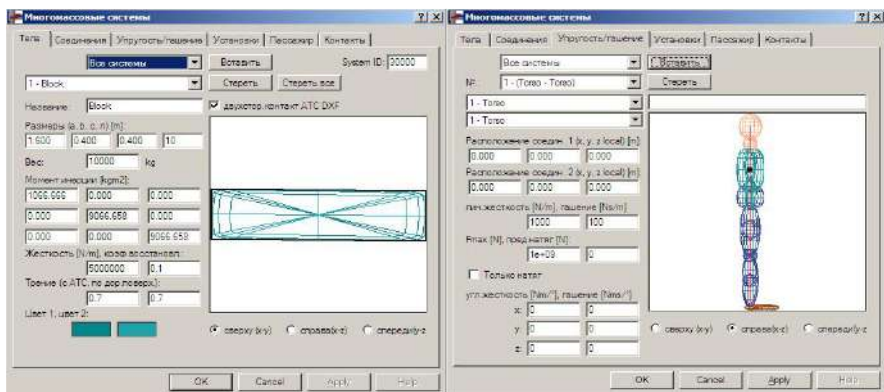 Многомассовые системы
Тела Соединения Упругость/гашение Установки Пассажир Контакты
Все системы Вставить System ID: 30000
1 - Block Стереть Стереть все
Название: Block двухстор.контакт ATC DXF
Размеры (a, b, c, n) [m]:
1.600 0.400 0.400 10
Вес: 10000 kg
Момент инерции [kgm2]:
1066.666 0.000 0.000
0.000 9066.658 0.000
0.000 0.000 9066.658
Жесткость [N/m], коэф.восстановл.:
5000000 0.1
Трение (с ATC, по дор.поверх.):
0.7 0.7
Цвет 1, цвет 2:
сверху (x-y) справа(x-z) спереди(y-z
OK Cancel Apply Help
Многомассовые системы
Тела Соединения Упругость/гашение Установки Пассажир Контакты
Все системы Вставить
№: 1 - (Torso - Torso) Стереть
1 - Torso
1 - Torso
Расположение соедин. 1 (x, y, z local) [m]:
0.000 0.000 0.000
Расположение соедин. 2 (x, y, z local) [m]:
0.000 0.000 0.000
лин.жесткость [N/m], гашение [Ns/m]
1000 100
Fmax [N], пред.натяг [N]:
1e+09 0
Только натяг
угл.жесткость [Nm/°], гашение [Nms/°]
x: 0 0
y: 0 0
z: 0 0
сверху (x-y) справа(x-z) спереди(y-z
OK Cancel Apply Help